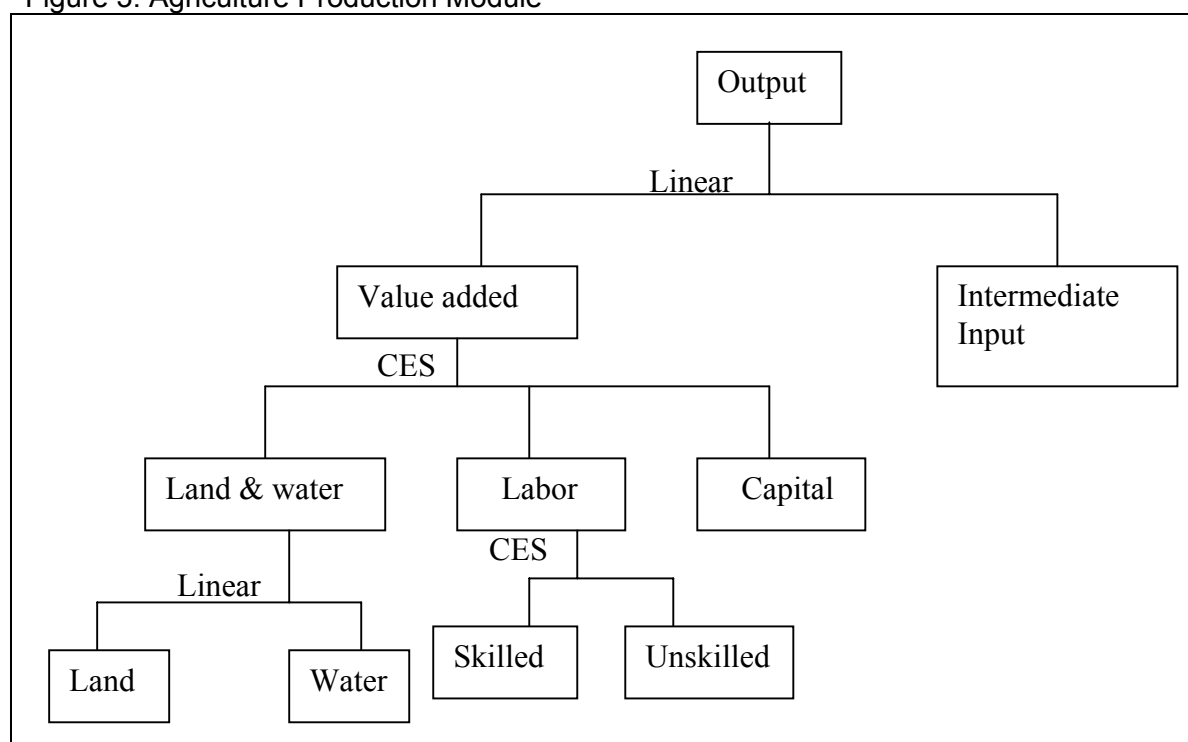 Figure 3: Agriculture Production Module
Output
Linear
Value added
Intermediate
Input
CES
Land & water
Labor
Capital
CES
Linear
Skilled
Unskilled
Land
Water